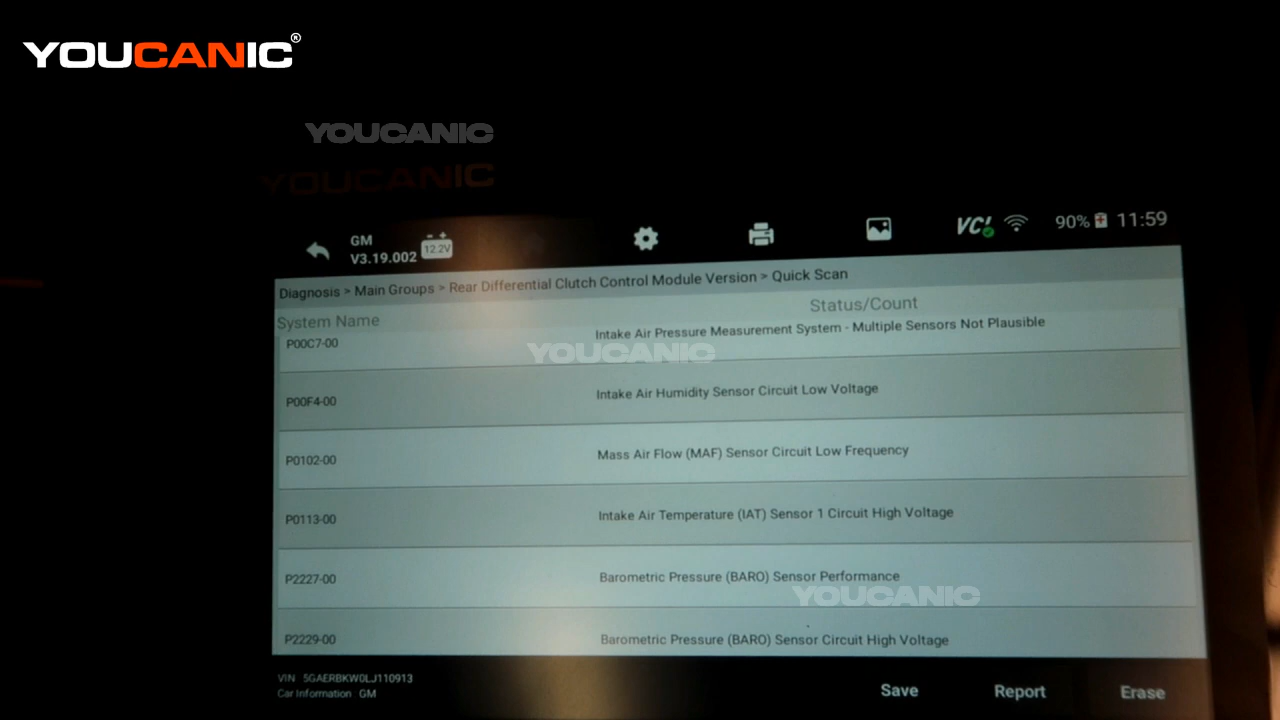 YOUCANIC®
YOUCANIC
YOUCANIC
GM
V3.19.002
12.2V
VCI
90%
11:59
Diagnosis > Main Groups > Rear Differential Clutch Control Module Version > Quick Scan
System Name
Status/Count
P00C7-00
Intake Air Pressure Measurement System - Multiple Sensors Not Plausible
YOUCANIC
P00F4-00
Intake Air Humidity Sensor Circuit Low Voltage
P0102-00
Mass Air Flow (MAF) Sensor Circuit Low Frequency
P0113-00
Intake Air Temperature (IAT) Sensor 1 Circuit High Voltage
P2227-00
Barometric Pressure (BARO) Sensor Performance
YOUCANIC
P2229-00
Barometric Pressure (BARO) Sensor Circuit High Voltage
VIN 5GAERBKW0LJ110913
Car Information GM
Save
Report
Erase